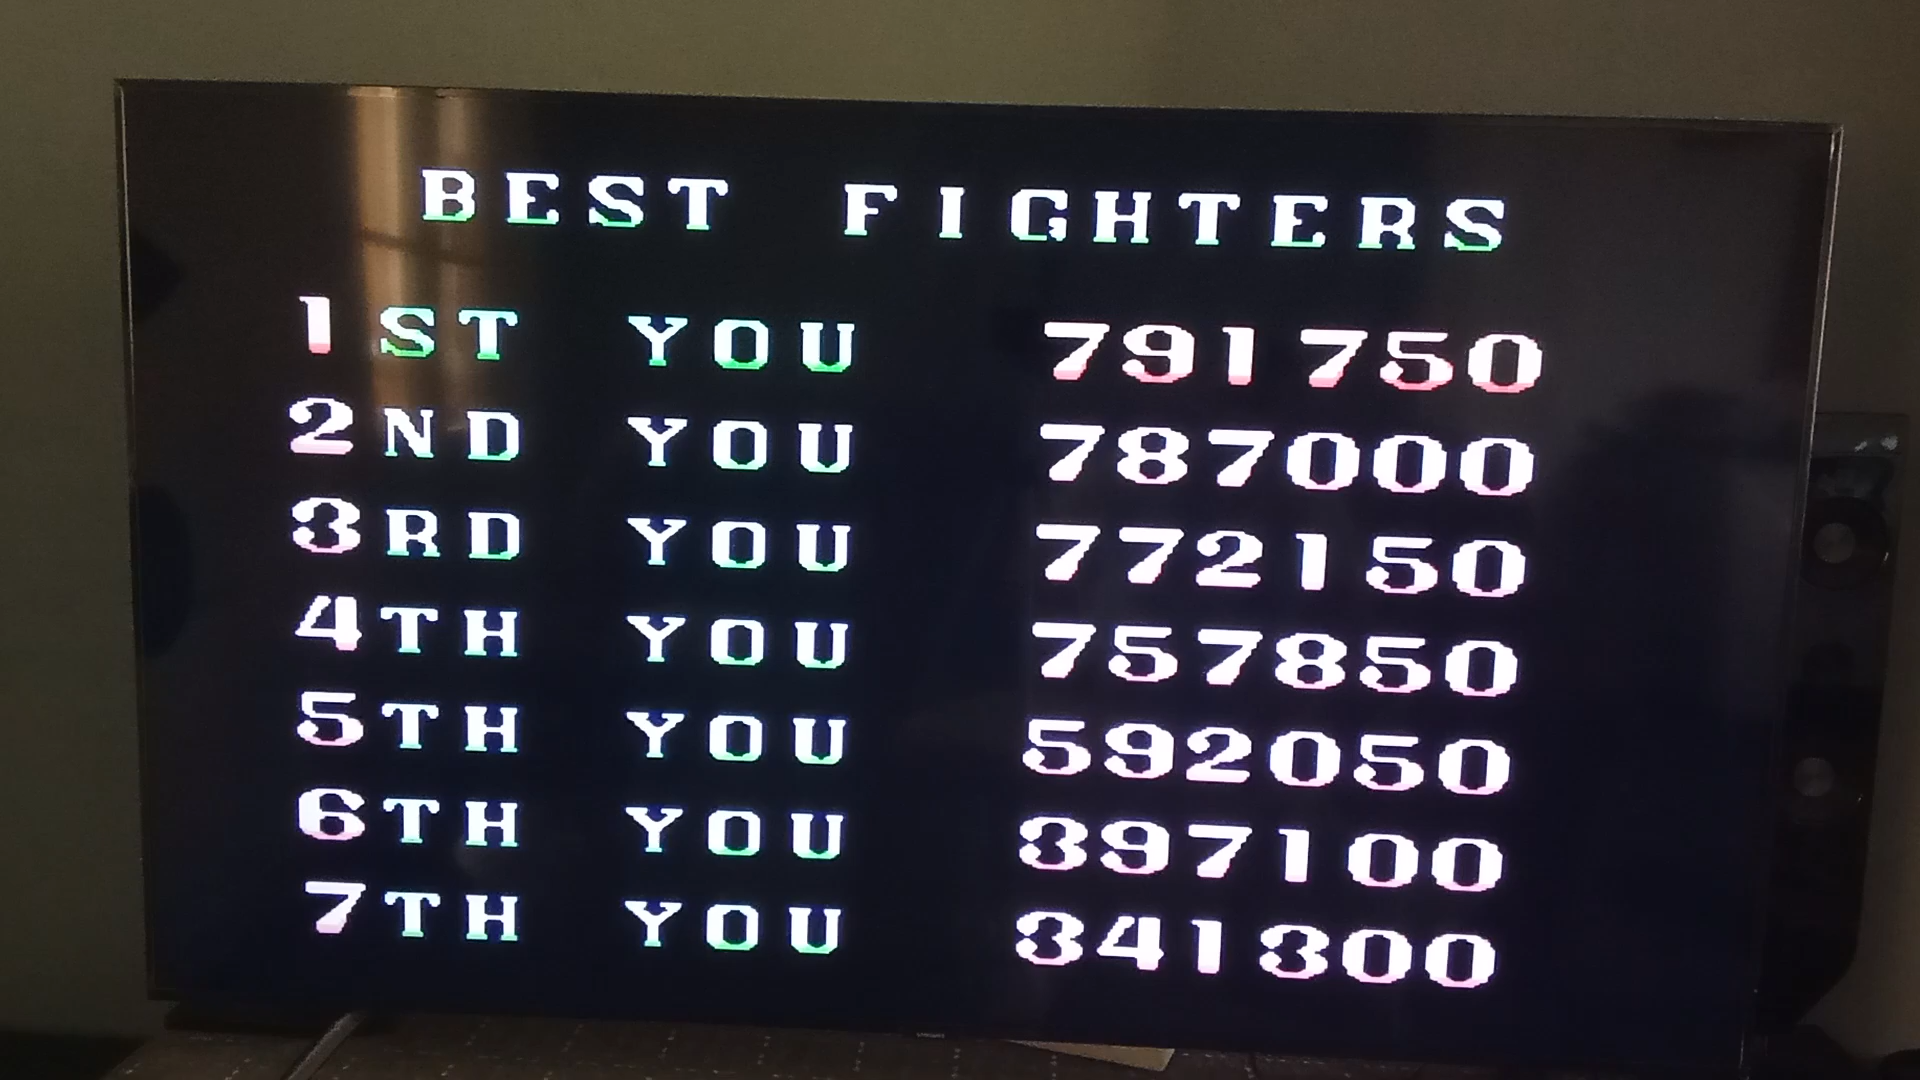 BEST FIGHTERS
1ST YOU 791750
2ND YOU 787000
3RD YOU 772150
4TH YOU 757850
5TH YOU 592050
6TH YOU 397100
7TH YOU 341300